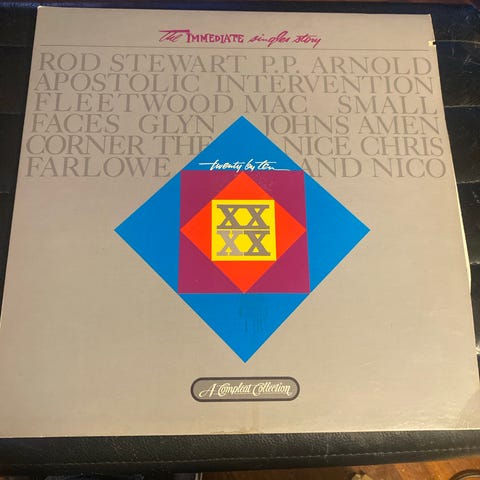 The IMMEDIATE singles story
ROD STEWART P.P. ARNOLD
APOSTOLIC INTERVENTION
FLEETWOOD MAC SMALL
FACES GLYN JOHNS AMEN
CORNER THE NICE CHRIS
FARLOWE AND NICO
twenty by ten
XX
XX
A Compleat Collection